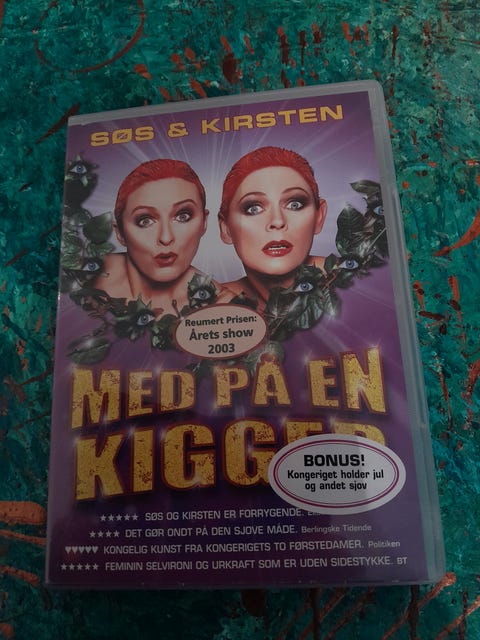 SØS & KIRSTEN
Reumert Prisen:
Årets show
2003
MED PÅ EN
KIGGER
BONUS!
Kongeriget holder jul
og andet sjov
★★★★★ SØS OG KIRSTEN ER FORRYGENDE.
★★★★ DET GØR ONDT PÅ DEN SJOVE MÅDE. Berlingske Tidende
♥♥♥♥♥ KONGELIG KUNST FRA KONGERIGETS TO FØRSTEDAMER. Politiken
★★★★★ FEMININ SELVIRONI OG URKRAFT SOM ER UDEN SIDESTYKKE. BT